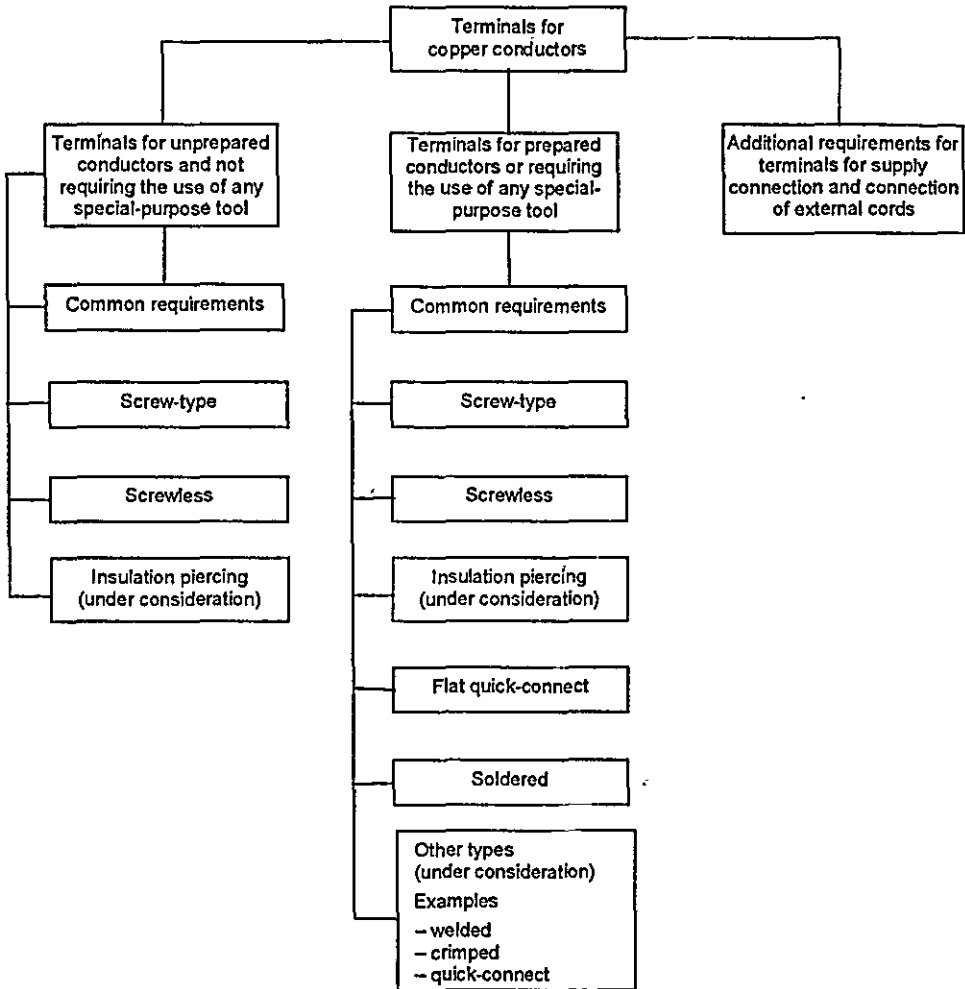 Terminals for
copper conductors
Terminals for unprepared
conductors and not
requiring the use of any
special-purpose tool
Terminals for prepared
conductors or requiring
the use of any special-
purpose tool
Additional requirements for
terminals for supply
connection and connection
of external cords
Common requirements
Screw-type
Screwless
Insulation piercing
(under consideration)
Common requirements
Screw-type
Screwless
Insulation piercing
(under consideration)
Flat quick-connect
Soldered
Other types
(under consideration)
Examples
– welded
– crimped
– quick-connect